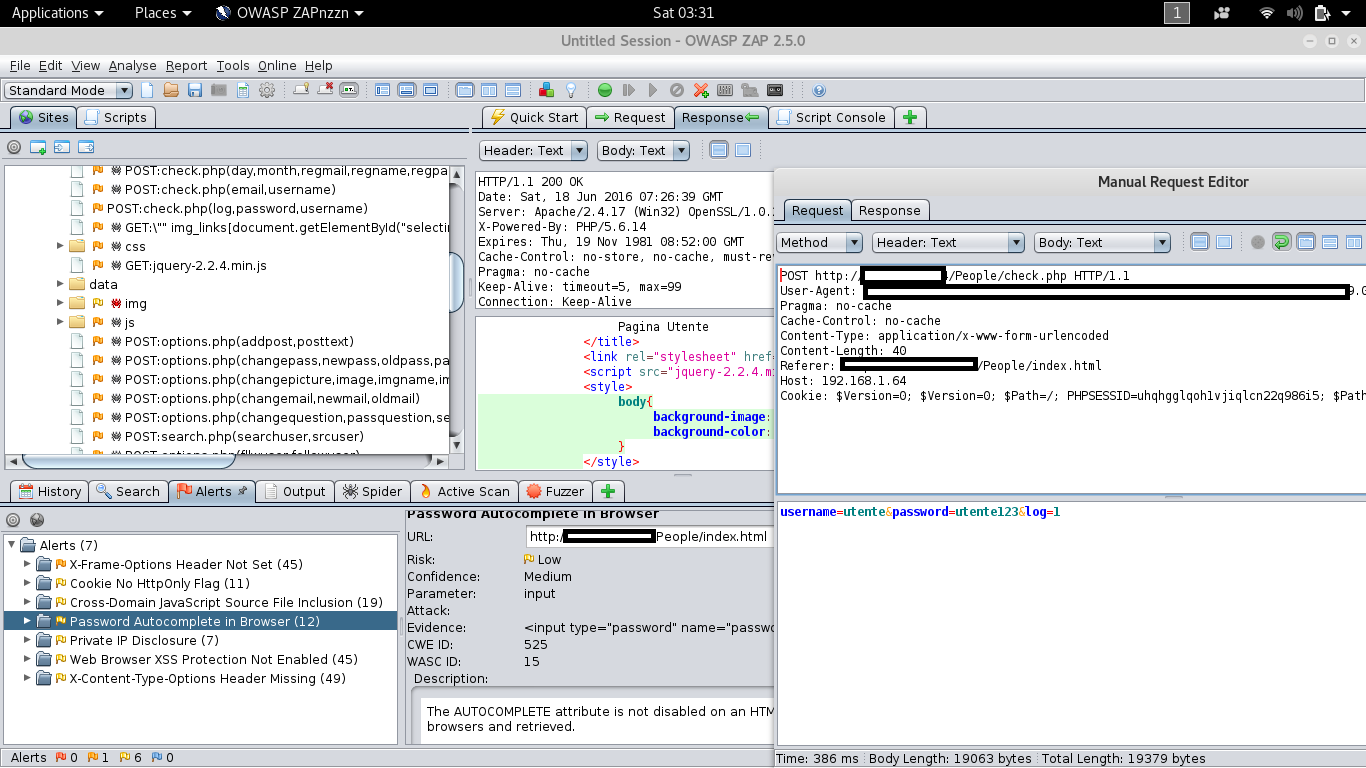 Applications Places OWASP ZAPnzzn Sat 03:31 1
Untitled Session - OWASP ZAP 2.5.0
File Edit View Analyse Report Tools Online Help
Standard Mode
Sites Scripts
Quick Start Request Response Script Console
Header: Text Body: Text
POST:check.php(day,month,regmail,regname,regpa
POST:check.php(email,username)
POST:check.php(log,password,username)
GET:\"" img_links[document.getElementById("selectin
css
GET:jquery-2.2.4.min.js
data
img
js
POST:options.php(addpost,posttext)
POST:options.php(changepass,newpass,oldpass,pa
POST:options.php(changepicture,image,imgname,im
POST:options.php(changemail,newmail,oldmail)
POST:options.php(changequestion,passquestion,se
POST:search.php(searchuser,srcuser)
POST:options.php(fllwuser,followuser)
HTTP/1.1 200 OK
Date: Sat, 18 Jun 2016 07:26:39 GMT
Server: Apache/2.4.17 (Win32) OpenSSL/1.0.
X-Powered-By: PHP/5.6.14
Expires: Thu, 19 Nov 1981 08:52:00 GMT
Cache-Control: no-store, no-cache, must-re
Pragma: no-cache
Keep-Alive: timeout=5, max=99
Connection: Keep-Alive
Pagina Utente
</title>
<link rel="stylesheet" href=
<script src="jquery-2.2.4.mi
<style>
body{
background-image:
background-color:
}
</style>
Manual Request Editor
Request Response
Method Header: Text Body: Text
POST http:/ /People/check.php HTTP/1.1
User-Agent: 9.0
Pragma: no-cache
Cache-Control: no-cache
Content-Type: application/x-www-form-urlencoded
Content-Length: 40
Referer: /People/index.html
Host: 192.168.1.64
Cookie: $Version=0; $Version=0; $Path=/; PHPSESSID=uhqhgglqoh1vjiqlcn22q986i5; $Path
username=utente&password=utente123&log=1
Time: 386 ms Body Length: 19063 bytes Total Length: 19379 bytes
History Search Alerts Output Spider Active Scan Fuzzer
Alerts (7)
X-Frame-Options Header Not Set (45)
Cookie No HttpOnly Flag (11)
Cross-Domain JavaScript Source File Inclusion (19)
Password Autocomplete in Browser (12)
Private IP Disclosure (7)
Web Browser XSS Protection Not Enabled (45)
X-Content-Type-Options Header Missing (49)
Password Autocomplete in Browser
URL: http:/ People/index.html
Risk: Low
Confidence: Medium
Parameter: input
Attack:
Evidence: <input type="password" name="passwo
CWE ID: 525
WASC ID: 15
Description:
The AUTOCOMPLETE attribute is not disabled on an HTM
browsers and retrieved.
Alerts 0 1 6 0